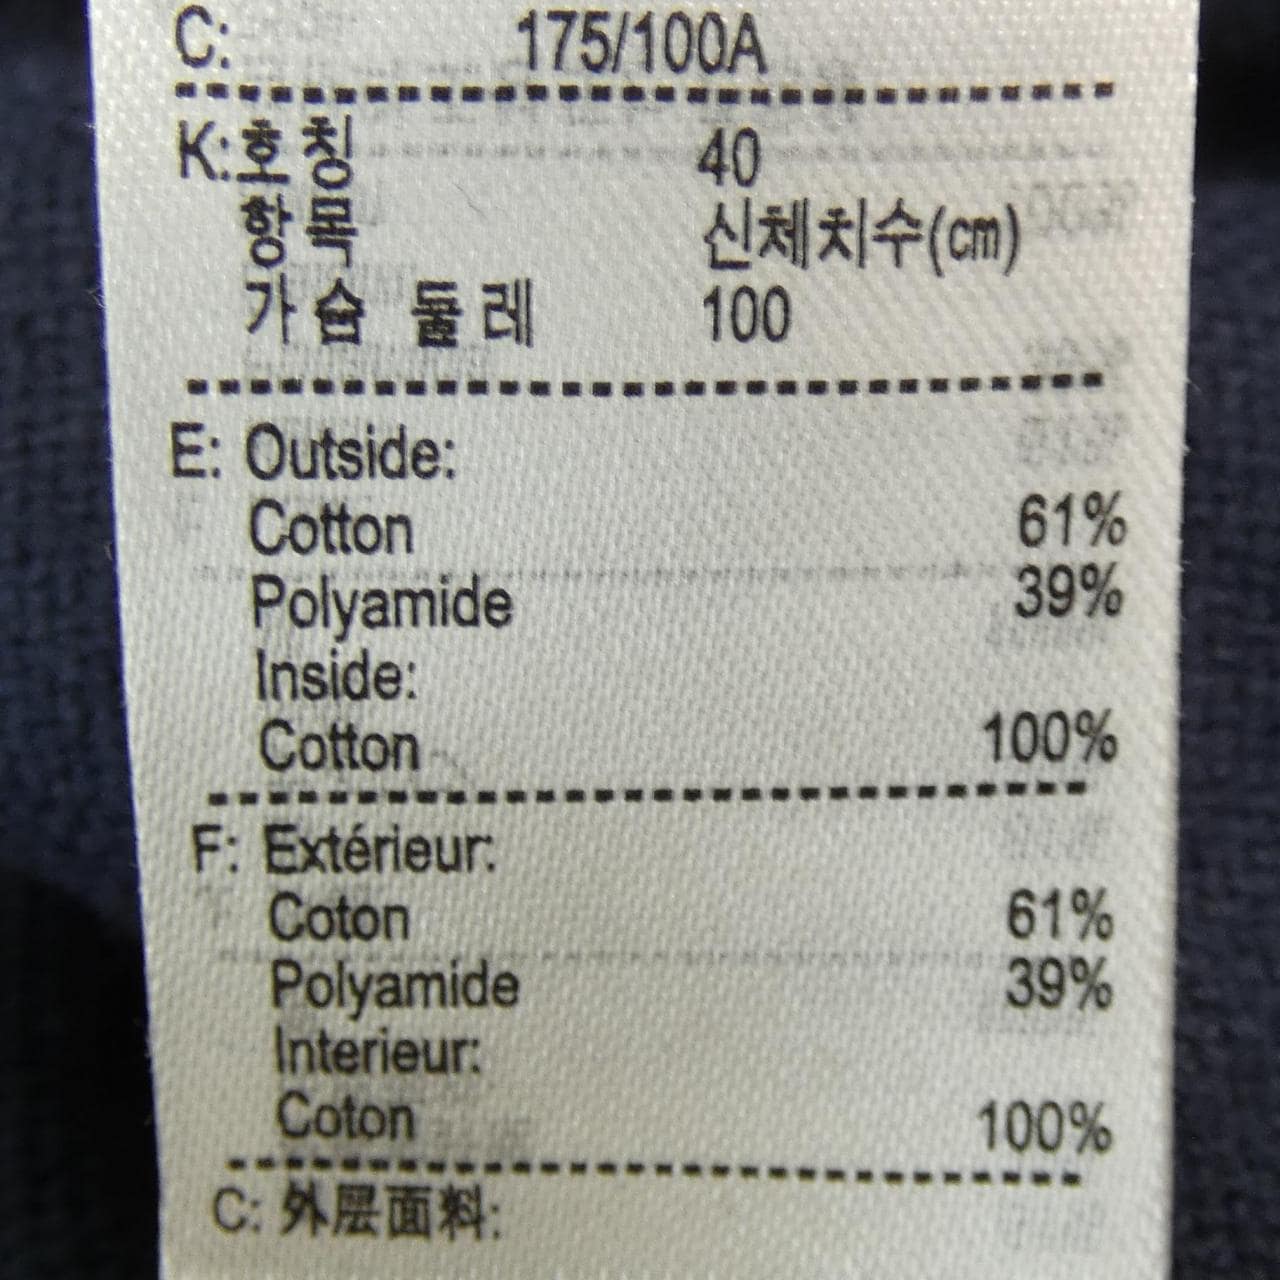 C: 175/100A
K:호칭 40
항목 신체치수(cm)
가슴 둘레 100
E: Outside:
Cotton 61%
Polyamide 39%
Inside:
Cotton 100%
F: Extérieur:
Coton 61%
Polyamide 39%
Interieur:
Coton 100%
C: 外层面料: